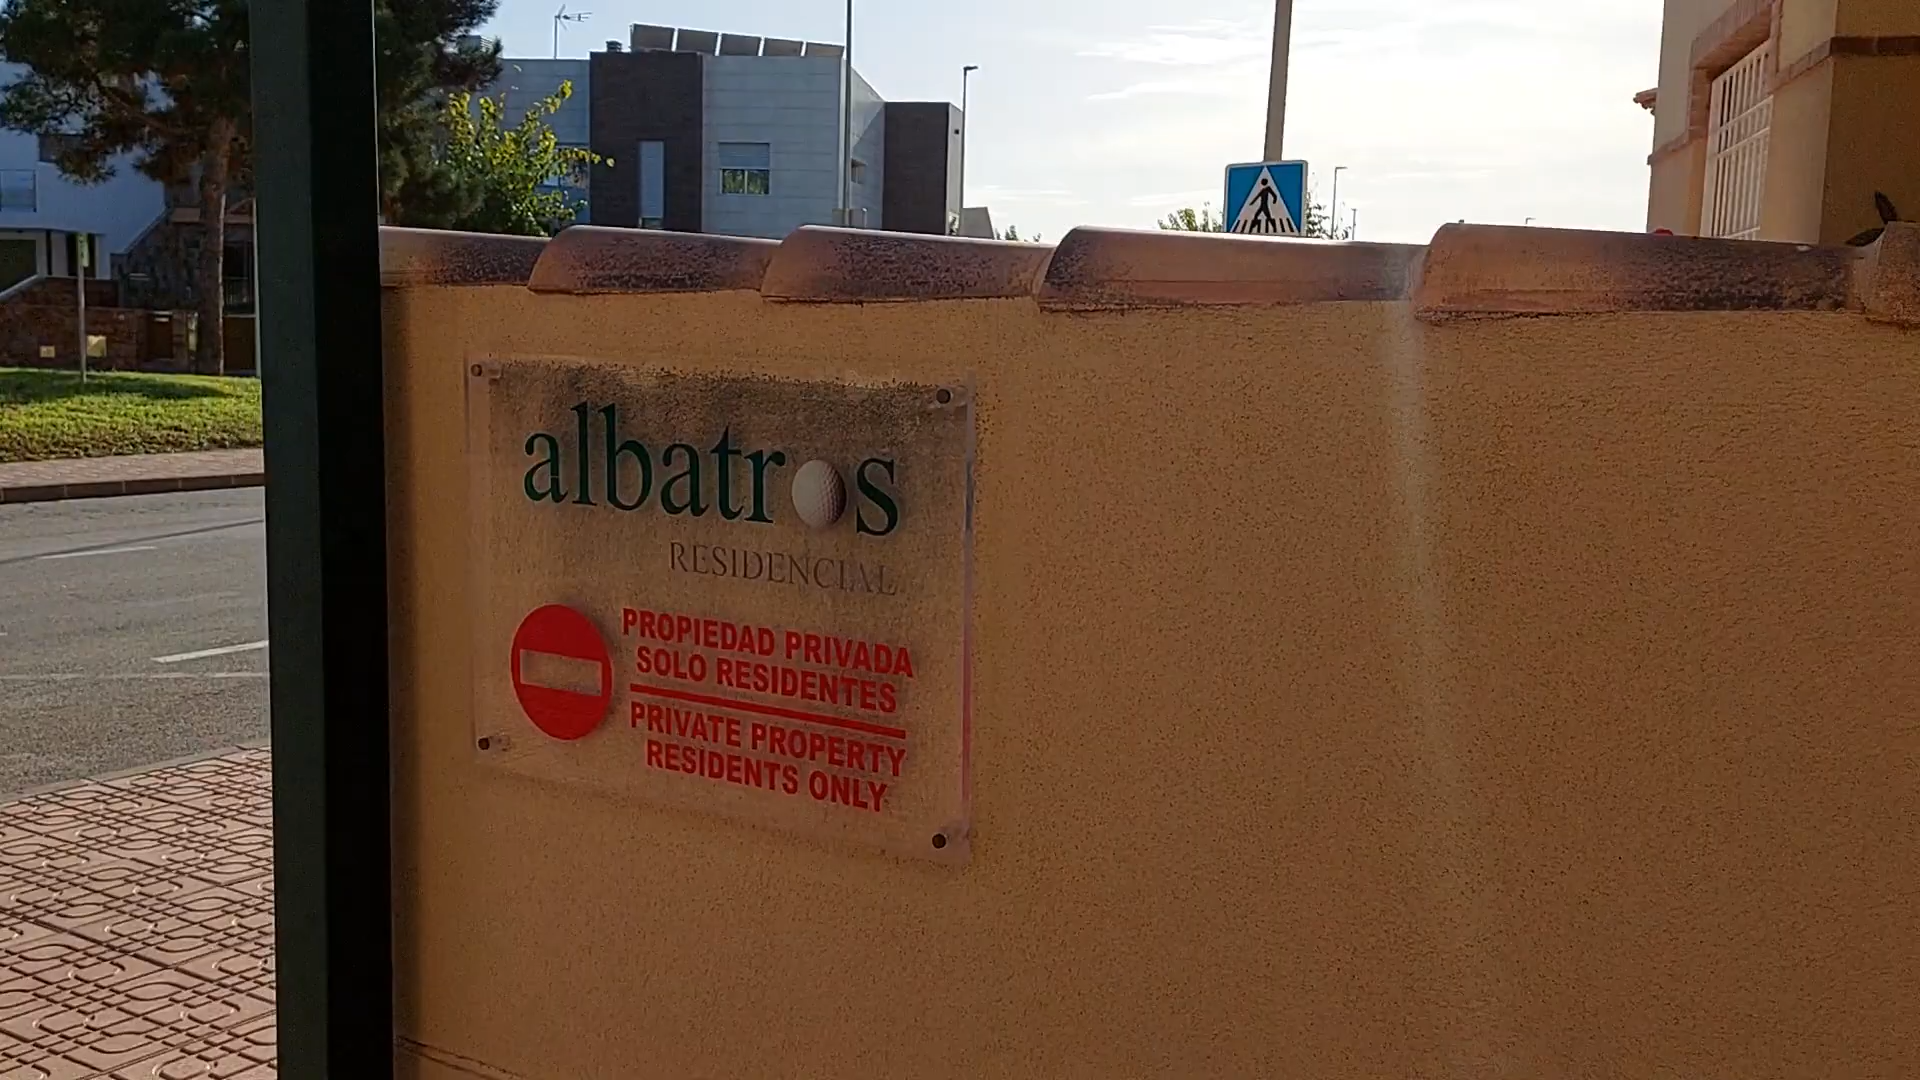 albatros
RESIDENCIAL
PROPIEDAD PRIVADA
SOLO RESIDENTES
PRIVATE PROPERTY
RESIDENTS ONLY